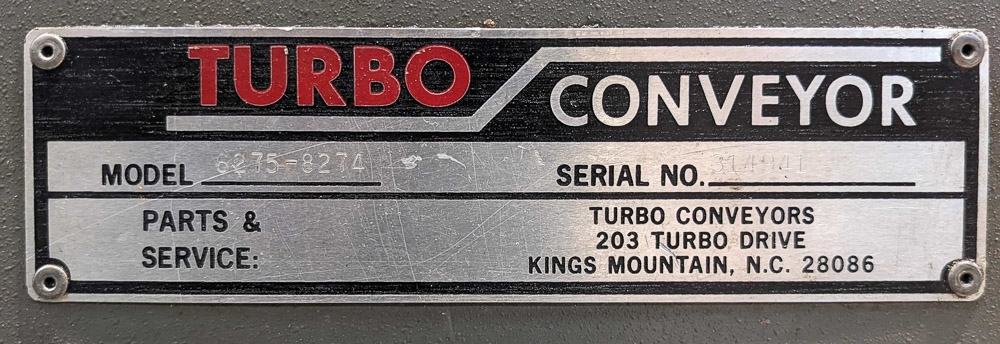 TURBO
CONVEYOR
MODEL 6275-8274
SERIAL NO.
PARTS &
SERVICE:
TURBO CONVEYORS
203 TURBO DRIVE
KINGS MOUNTAIN, N.C. 28086